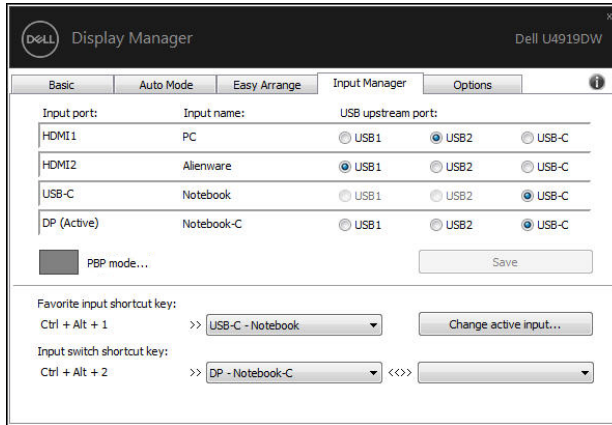 x
DELL Display Manager Dell U4919DW
Basic Auto Mode Easy Arrange Input Manager Options i
Input port: Input name: USB upstream port:
HDMI1 PC USB1 USB2 USB-C
HDMI2 Alienware USB1 USB2 USB-C
USB-C Notebook USB1 USB2 USB-C
DP (Active) Notebook-C USB1 USB2 USB-C
PBP mode... Save
Favorite input shortcut key:
Ctrl + Alt + 1 >> USB-C - Notebook Change active input...
Input switch shortcut key:
Ctrl + Alt + 2 >> DP - Notebook-C <<>>